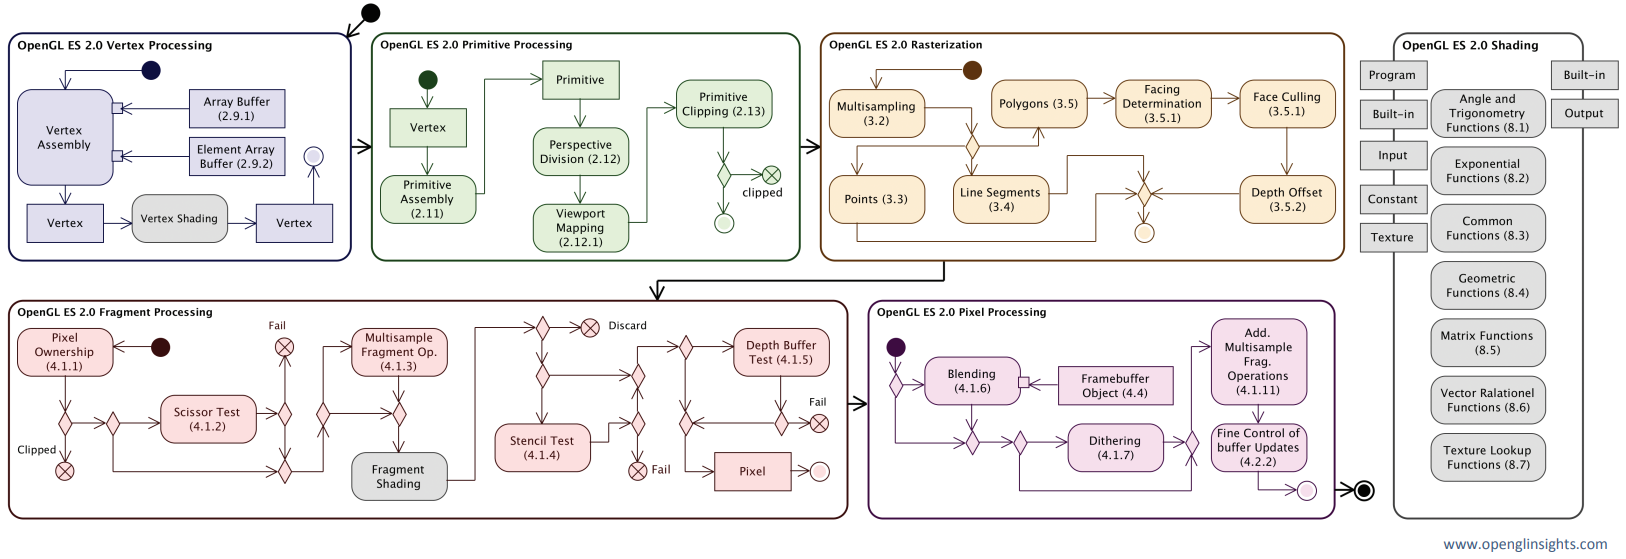 OpenGL ES 2.0 Vertex Processing
Array Buffer
(2.9.1)
Vertex
Assembly
Element Array
Buffer (2.9.2)
Vertex
Vertex Shading
Vertex
OpenGL ES 2.0 Primitive Processing
Vertex
Primitive
Assembly
(2.11)
Primitive
Perspective
Division (2.12)
Viewport
Mapping
(2.12.1)
Primitive
Clipping (2.13)
clipped
OpenGL ES 2.0 Rasterization
Multisampling
(3.2)
Polygons (3.5)
Facing
Determination
(3.5.1)
Face Culling
(3.5.1)
Points (3.3)
Line Segments
(3.4)
Depth Offset
(3.5.2)
OpenGL ES 2.0 Shading
Program
Built-in
Input
Constant
Texture
Built-in
Output
Angle and
Trigonometry
Functions (8.1)
Exponential
Functions (8.2)
Common
Functions (8.3)
Geometric
Functions (8.4)
Matrix Functions
(8.5)
Vector Ralationel
Functions (8.6)
Texture Lookup
Functions (8.7)
OpenGL ES 2.0 Fragment Processing
Pixel
Ownership
(4.1.1)
Clipped
Scissor Test
(4.1.2)
Fail
Multisample
Fragment Op.
(4.1.3)
Fragment
Shading
Discard
Stencil Test
(4.1.4)
Fail
Depth Buffer
Test (4.1.5)
Fail
Pixel
OpenGL ES 2.0 Pixel Processing
Blending
(4.1.6)
Framebuffer
Object (4.4)
Dithering
(4.1.7)
Add.
Multisample
Frag.
Operations
(4.1.11)
Fine Control of
buffer Updates
(4.2.2)
www.openglinsights.com